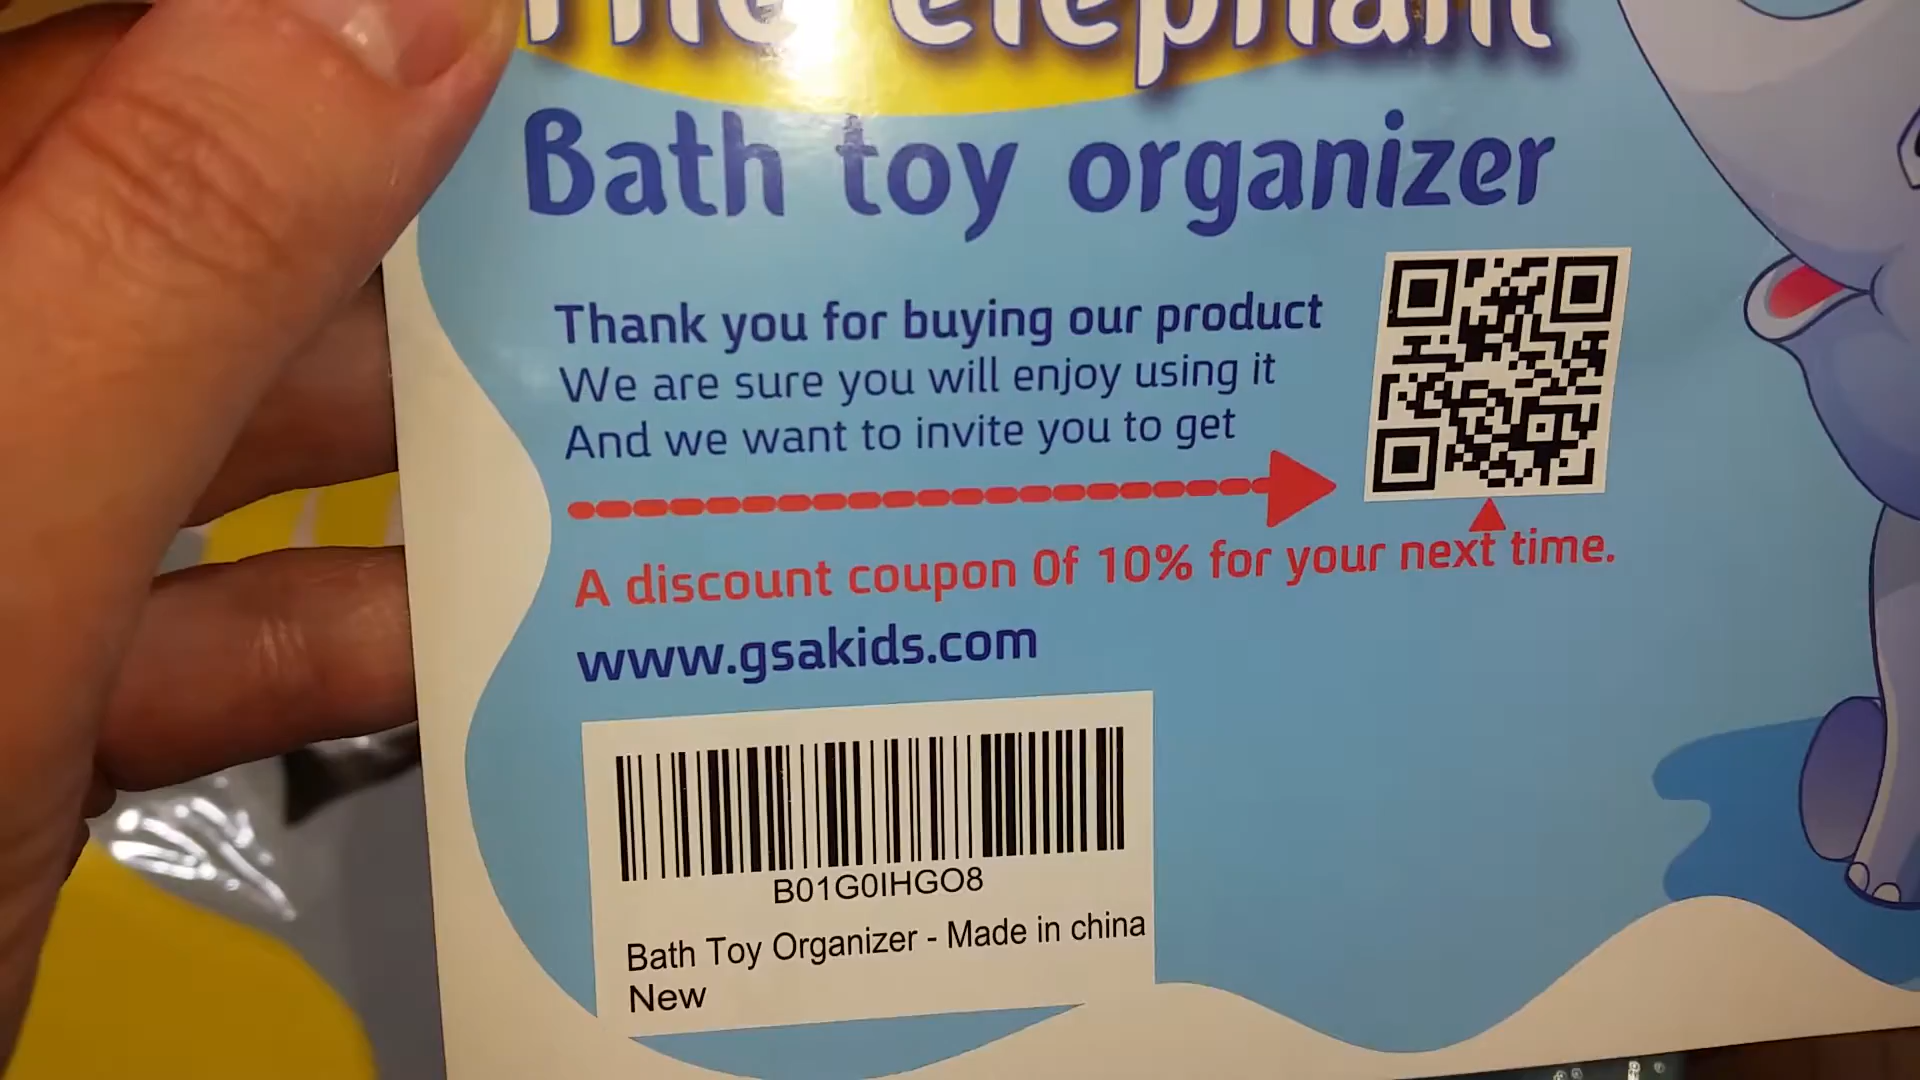 The elephant
Bath toy organizer
Thank you for buying our product
We are sure you will enjoy using it
And we want to invite you to get
A discount coupon Of 10% for your next time.
www.gsakids.com
B01G0IHGO8
Bath Toy Organizer - Made in china
New